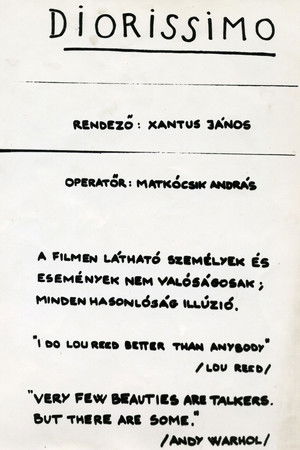 DIORISSIMO
RENDEZŐ: XANTUS JÁNOS
OPERATŐR: MATKÓCSIK ANDRÁS
A FILMEN LÁTHATÓ SZEMÉLYEK ÉS
ESEMÉNYEK NEM VALÓSÁGOSAK;
MINDEN HASONLÓSÁG ILLÚZIÓ.
"I DO LOU REED BETTER THAN ANYBODY"
/LOU REED/
"VERY FEW BEAUTIES ARE TALKERS.
BUT THERE ARE SOME."
/ANDY WARHOL/